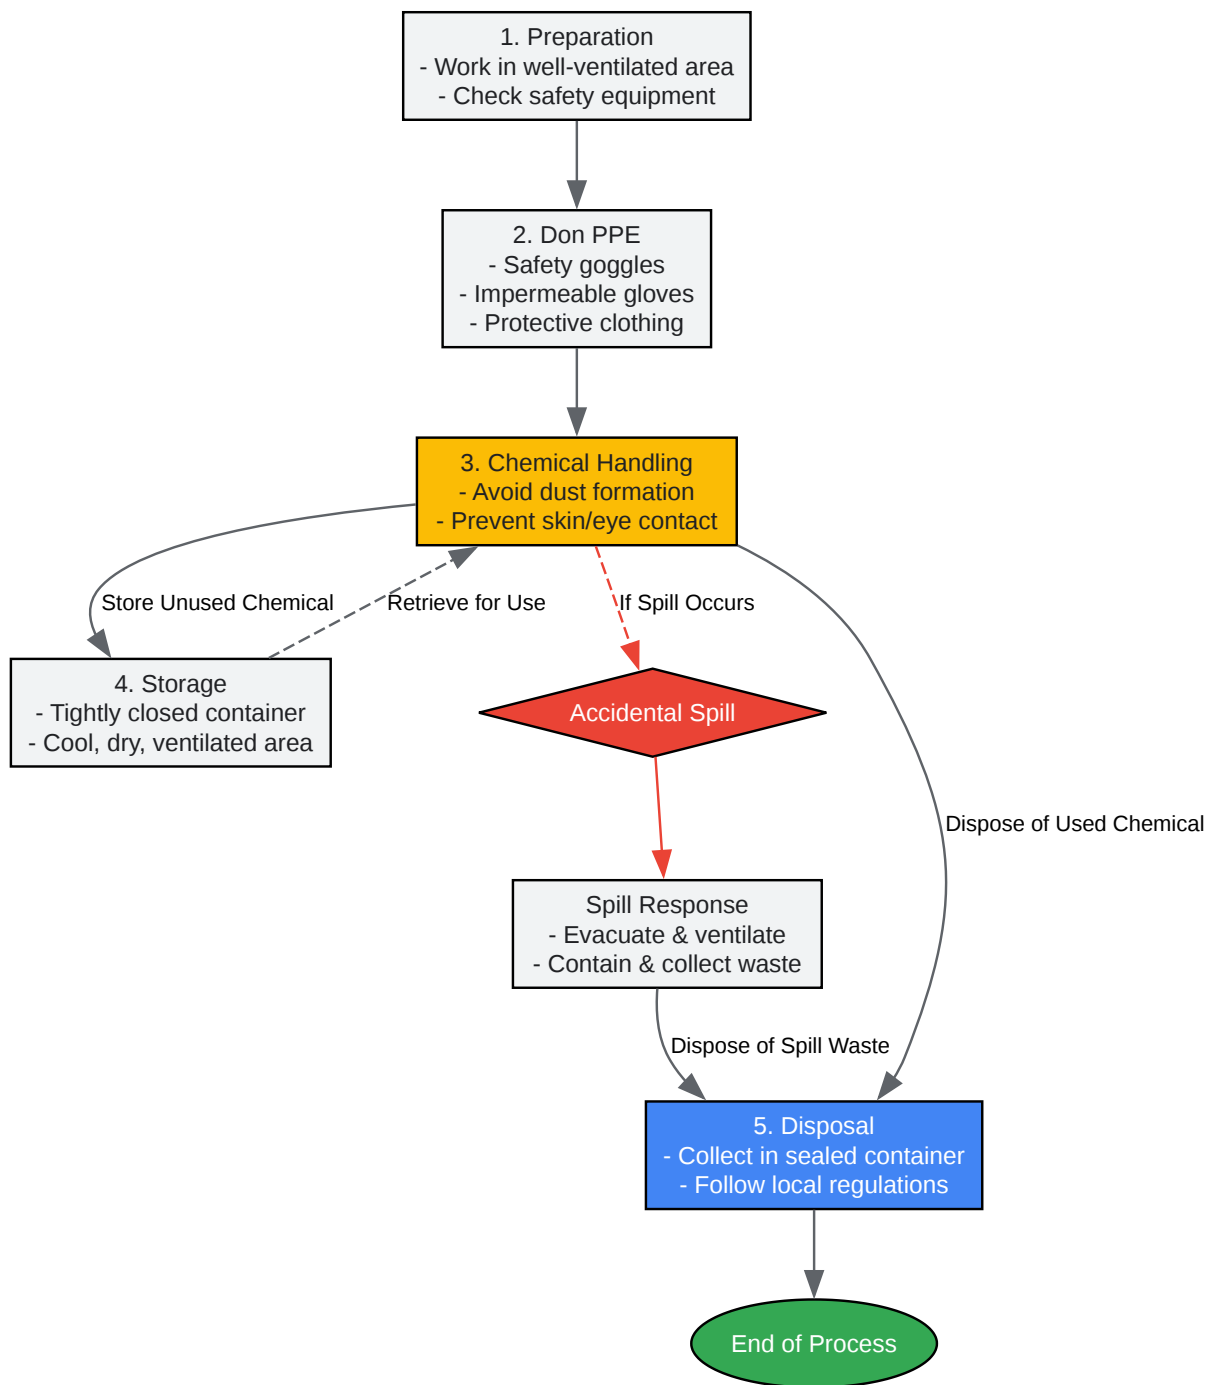 1. Preparation
- Work in well-ventilated area
- Check safety equipment
2. Don PPE
- Safety goggles
- Impermeable gloves
- Protective clothing
3. Chemical Handling
- Avoid dust formation
- Prevent skin/eye contact
Store Unused Chemical
Retrieve for Use
If Spill Occurs
4. Storage
- Tightly closed container
- Cool, dry, ventilated area
Accidental Spill
Dispose of Used Chemical
Spill Response
- Evacuate & ventilate
- Contain & collect waste
Dispose of Spill Waste
5. Disposal
- Collect in sealed container
- Follow local regulations
End of Process